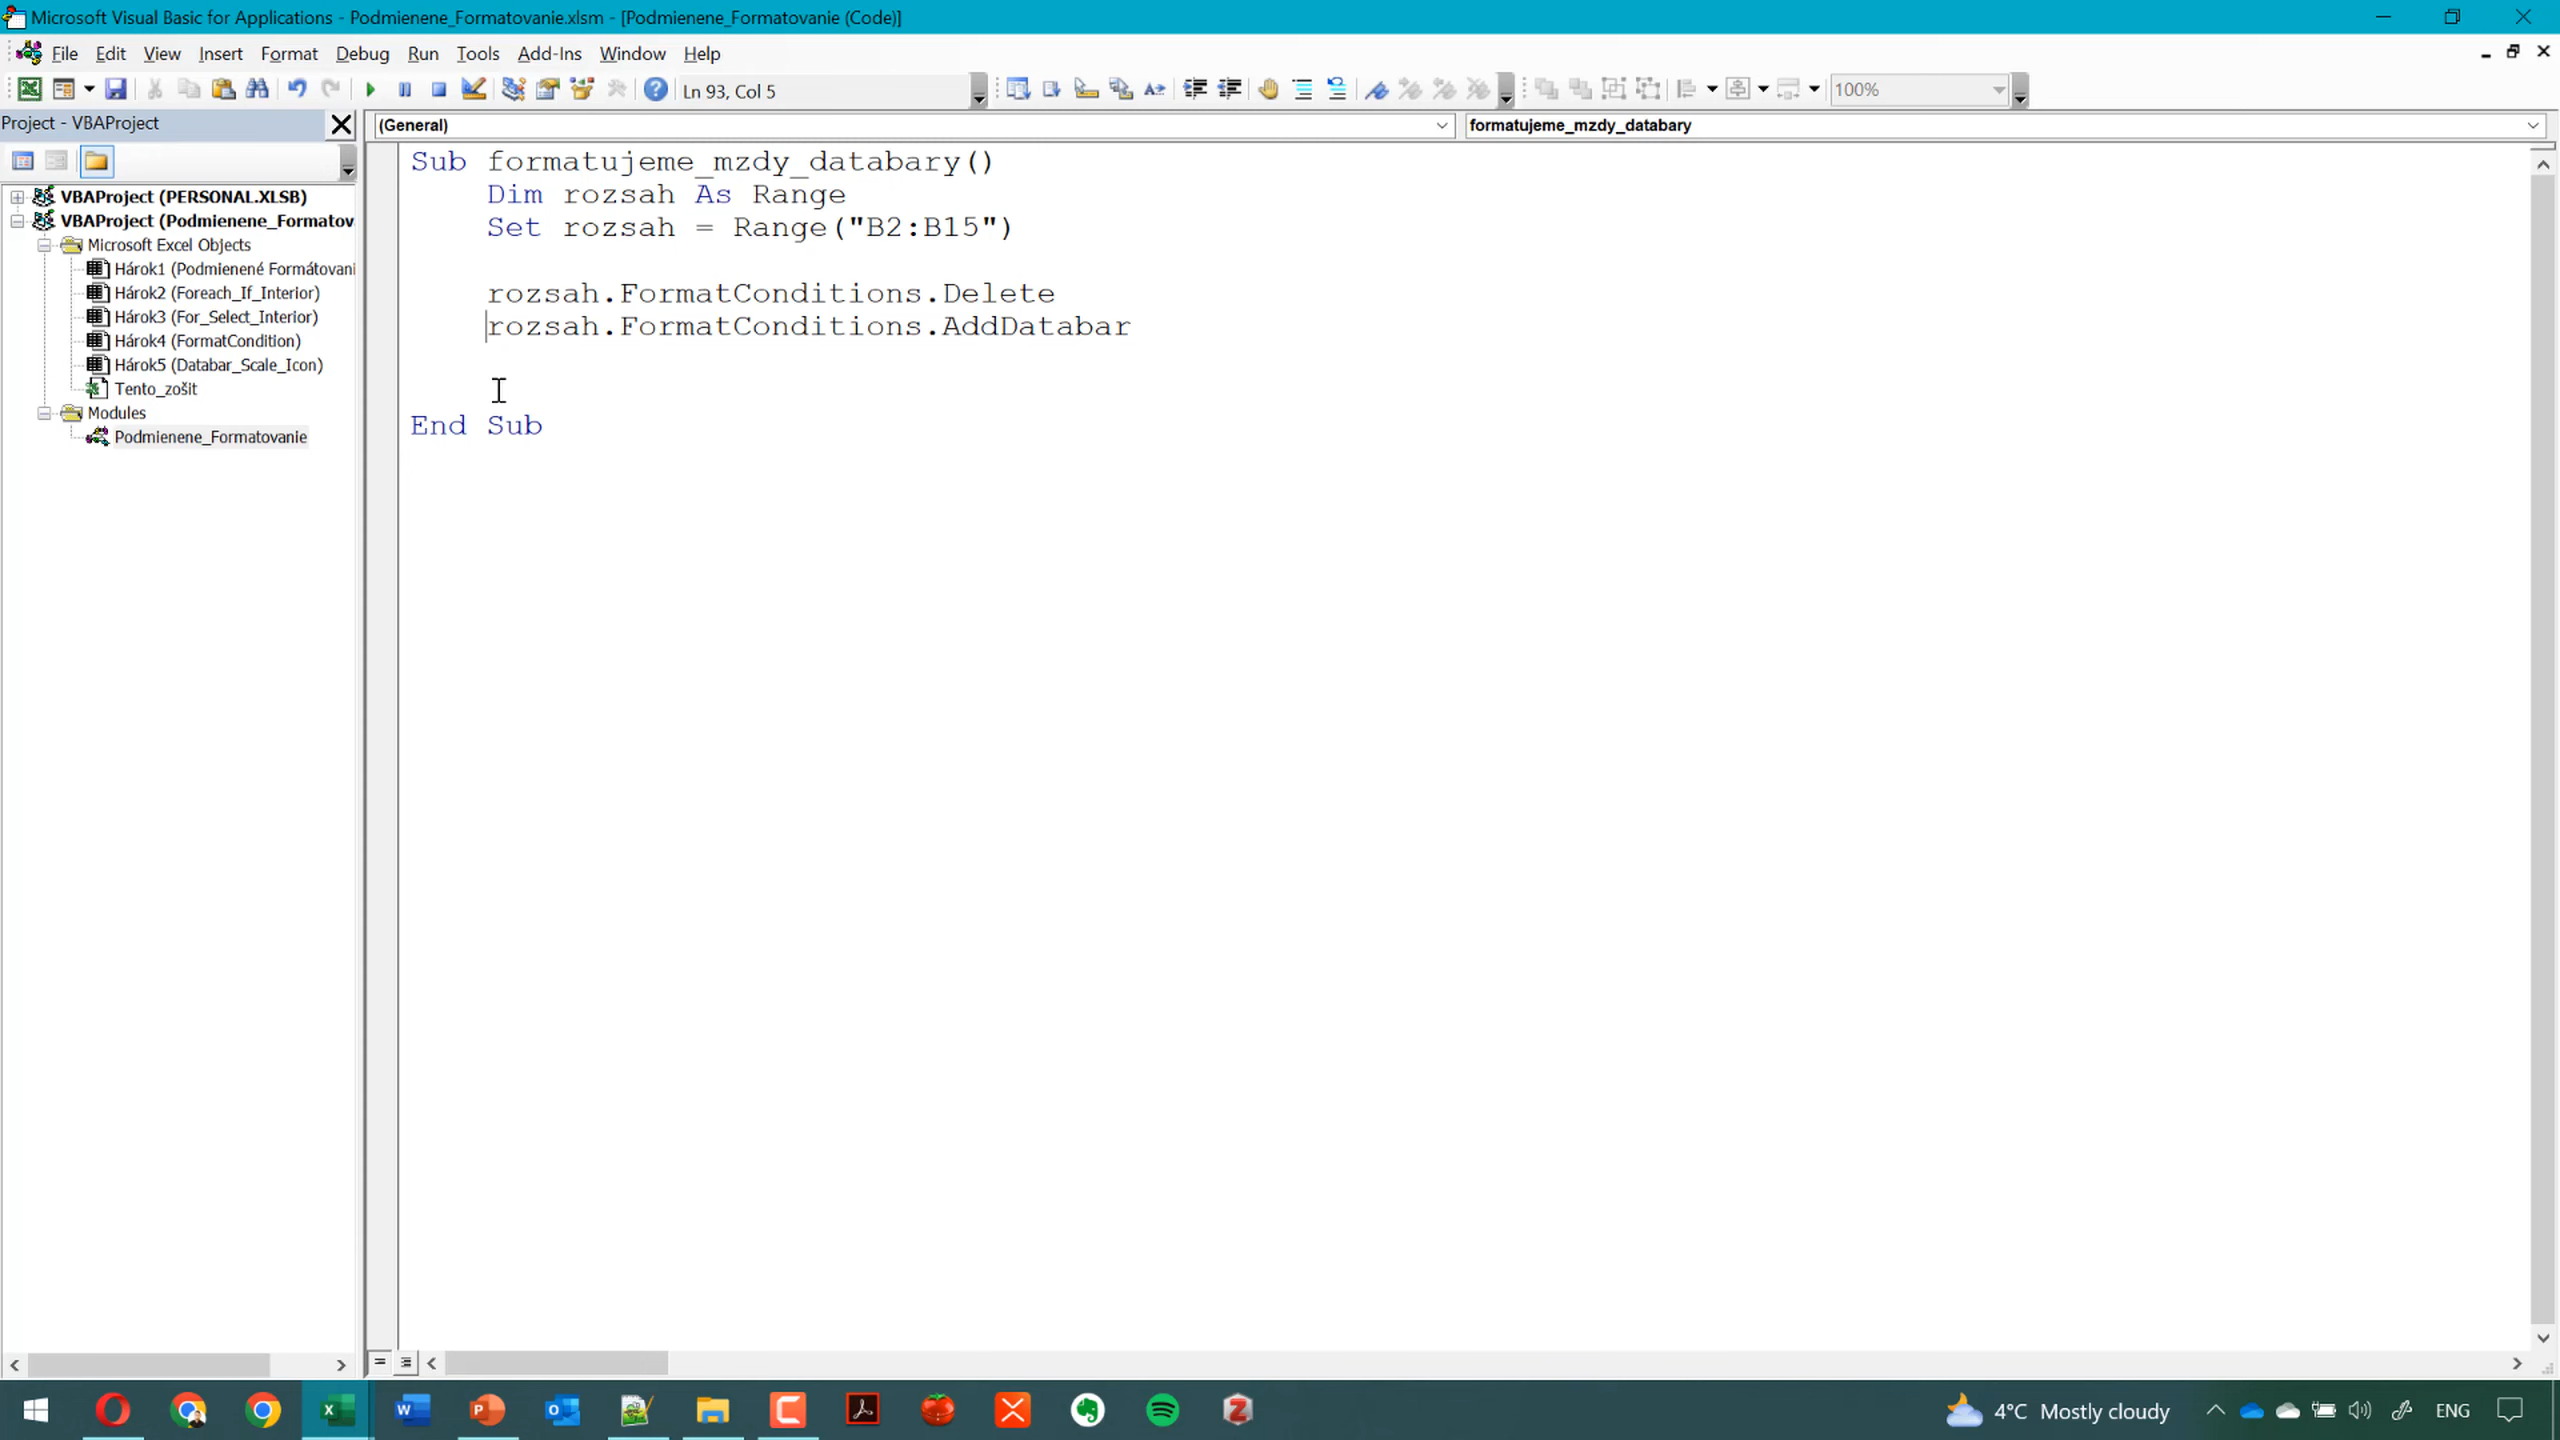 Microsoft Visual Basic for Applications - Podmienene_Formatovanie.xlsm - [Podmienene_Formatovanie (Code)]
File Edit View Insert Format Debug Run Tools Add-Ins Window Help
Ln 93, Col 5
100%
Project - VBAProject
(General)
formatujeme_mzdy_databary
VBAProject (PERSONAL.XLSB)
VBAProject (Podmienene_Formatov
Microsoft Excel Objects
Hárok1 (Podmienené Formátovani
Hárok2 (Foreach_If_Interior)
Hárok3 (For_Select_Interior)
Hárok4 (FormatCondition)
Hárok5 (Databar_Scale_Icon)
Tento_zošit
Modules
Podmienene_Formatovanie
Sub formatujeme_mzdy_databary()
Dim rozsah As Range
Set rozsah = Range("B2:B15")
rozsah.FormatConditions.Delete
rozsah.FormatConditions.AddDatabar
End Sub
4°C Mostly cloudy
ENG